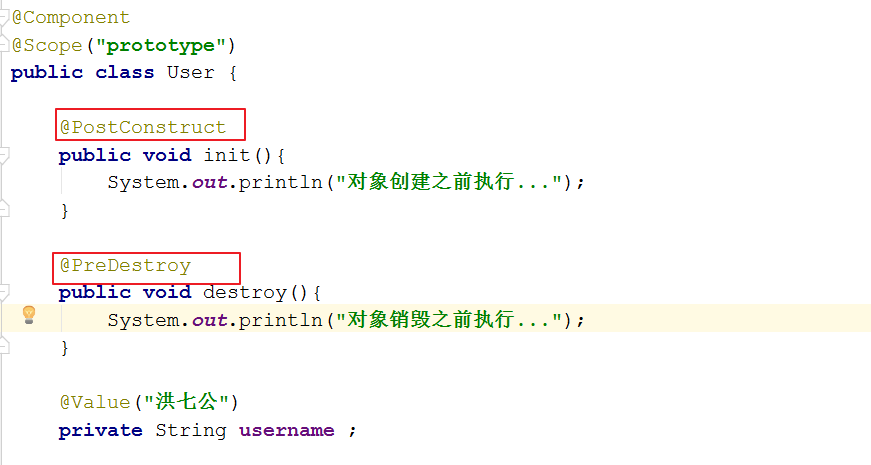 @Component
@Scope("prototype")
public class User {
@PostConstruct
public void init(){
System.out.println("对象创建之前执行...");
}
@PreDestroy
public void destroy(){
System.out.println("对象销毁之前执行...");
}
@Value("洪七公")
private String username ;